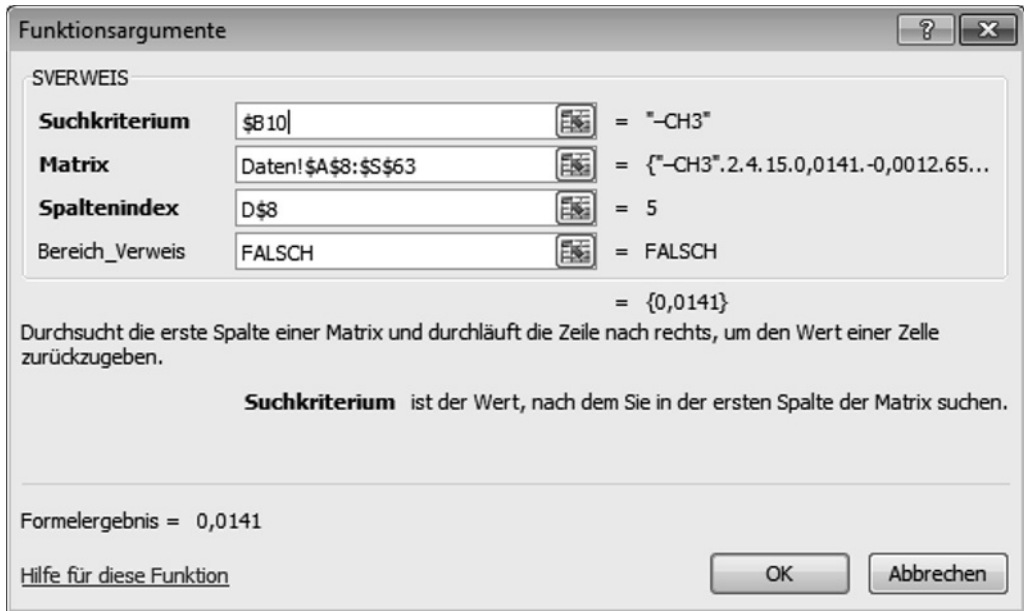 Funktionsargumente
SVERWEIS
Suchkriterium $B10 = "–CH3"
Matrix Daten!$A$8:$S$63 = {"–CH3".2.4.15.0,0141.-0,0012.65...
Spaltenindex D$8 = 5
Bereich_Verweis FALSCH = FALSCH
= {0,0141}
Durchsucht die erste Spalte einer Matrix und durchläuft die Zeile nach rechts, um den Wert einer Zelle
zurückzugeben.
Suchkriterium ist der Wert, nach dem Sie in der ersten Spalte der Matrix suchen.
Formelergebnis = 0,0141
Hilfe für diese Funktion OK Abbrechen